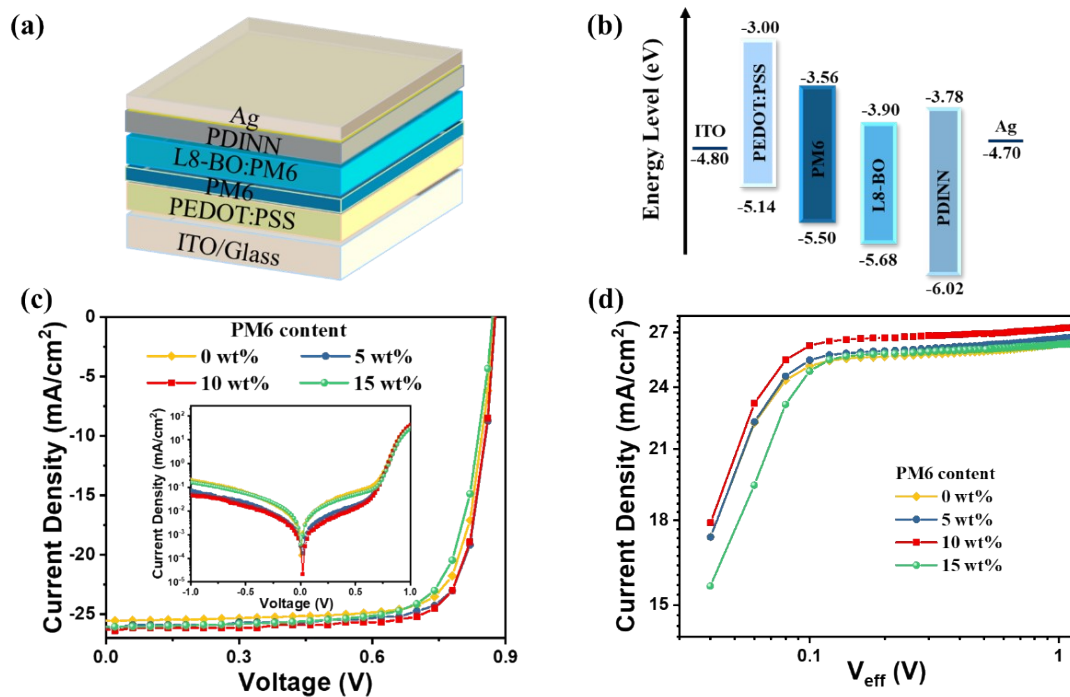 (a)
Ag
PDINN
L8-BO:PM6
PM6
PEDOT:PSS
ITO/Glass
(b)
Energy Level (eV)
ITO
-4.80
-3.00
PEDOT:PSS
-5.14
-3.56
PM6
-5.50
-3.90
L8-BO
-5.68
-3.78
PDINN
-6.02
Ag
-4.70
(c)
Current Density (mA/cm²)
0
-5
-10
-15
-20
-25
PM6 content
0 wt% 5 wt%
10 wt% 15 wt%
Current Density (mA/cm²)
10²
10¹
10⁰
10⁻¹
10⁻²
10⁻³
10⁻⁴
10⁻⁵
-1.0 -0.5 0.0 0.5 1.0
Voltage (V)
0.0 0.3 0.6 0.9
Voltage (V)
(d)
Current Density (mA/cm²)
27
24
21
18
15
PM6 content
0 wt%
5 wt%
10 wt%
15 wt%
0.1 1
V_eff (V)